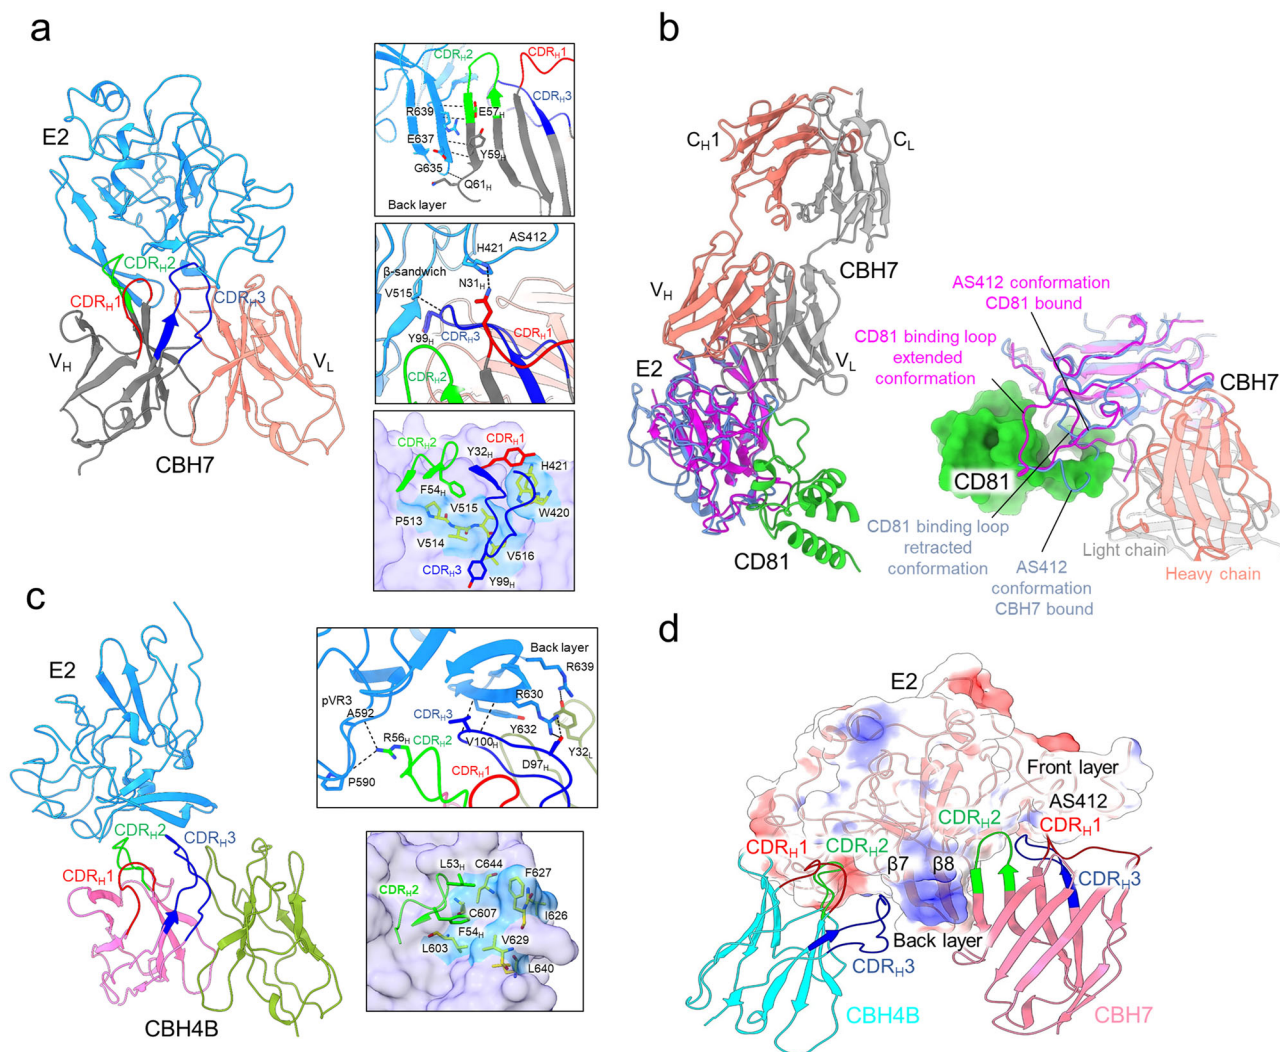 a
E2
CDRH2
CDRH1
CDRH3
VH
VL
CBH7
CDRH2
CDRH1
CDRH3
R639
E57H
E637
Y59H
G635
Q61H
Back layer
AS412
H421
β-sandwich
N31H
V515
CDRH1
CDRH3
Y99H
CDRH2
CDRH2
CDRH1
Y32H
H421
F54H
V515
P513
W420
V514
V516
CDRH3
Y99H
b
CH1
CL
CBH7
VH
VL
E2
CD81
AS412 conformation
CD81 bound
CD81 binding loop
extended
conformation
CBH7
CD81
CD81 binding loop
retracted
conformation
Light chain
Heavy chain
AS412
conformation
CBH7 bound
c
E2
CDRH2
CDRH3
CDRH1
CBH4B
Back layer
R639
pVR3
A592
R630
CDRH3
R56H
CDRH2
Y632
V100H
Y32L
D97H
CDRH1
P590
L53H
C644
F627
CDRH2
C607
I626
F54H
L603
V629
L640
d
E2
Front layer
AS412
CDRH2
CDRH1
CDRH1
CDRH2
β7
β8
CDRH3
Back layer
CDRH3
CBH4B
CBH7